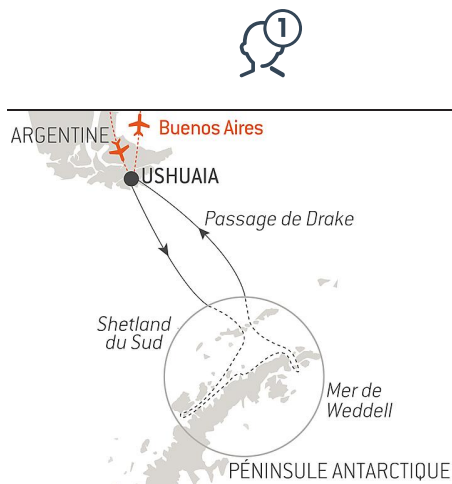 1
Buenos Aires
ARGENTINE
USHUAIA
Passage de Drake
Shetland
du Sud
Mer de
Weddell
PÉNINSULE ANTARCTIQUE